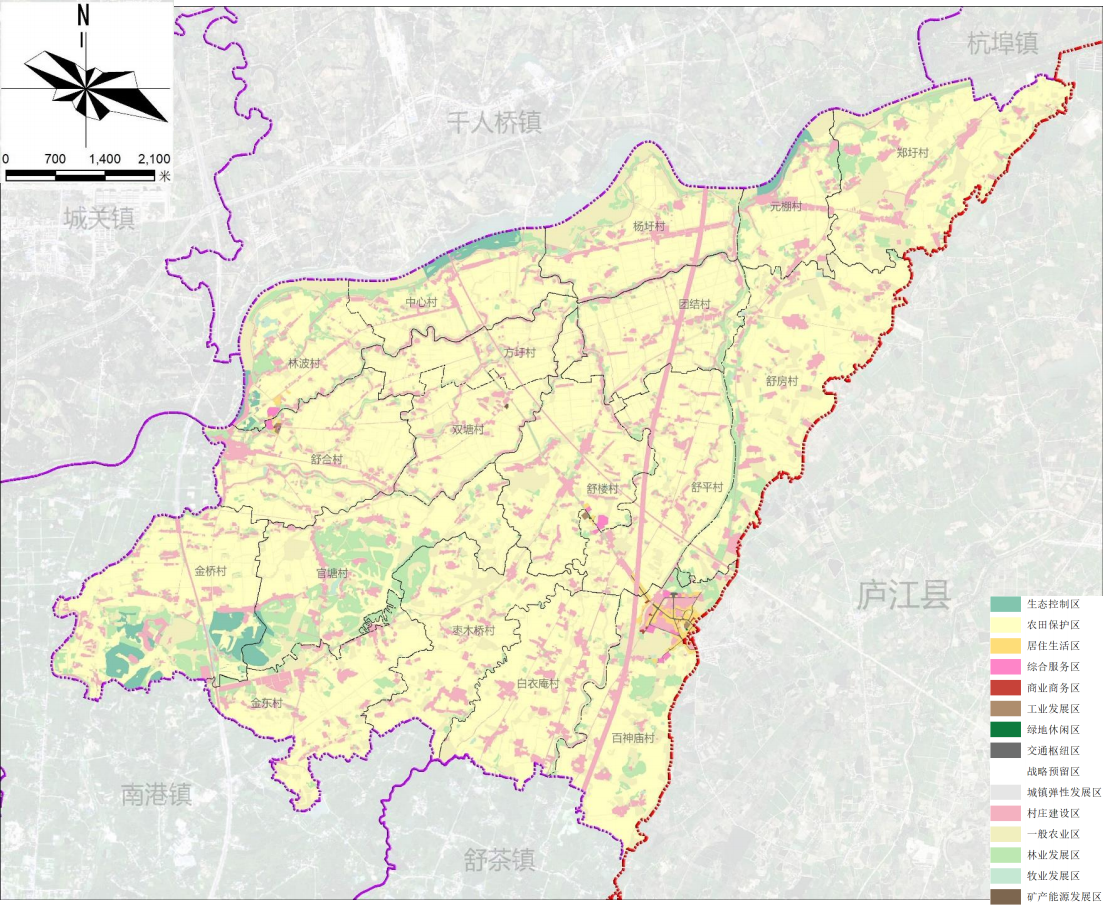 N
0 700 1,400 2,100
米
杭埠镇
千人桥镇
城关镇
郑圩村
元棚村
杨圩村
中心村
团结村
林波村
方圩村
舒房村
双塘村
舒合村
舒楼村
舒平村
金桥村
官塘村
枣木桥村
白衣庵村
金东村
百神庙村
庐江县
南港镇
舒茶镇
生态控制区
农田保护区
居住生活区
综合服务区
商业商务区
工业发展区
绿地休闲区
交通枢纽区
战略预留区
城镇弹性发展区
村庄建设区
一般农业区
林业发展区
牧业发展区
矿产能源发展区